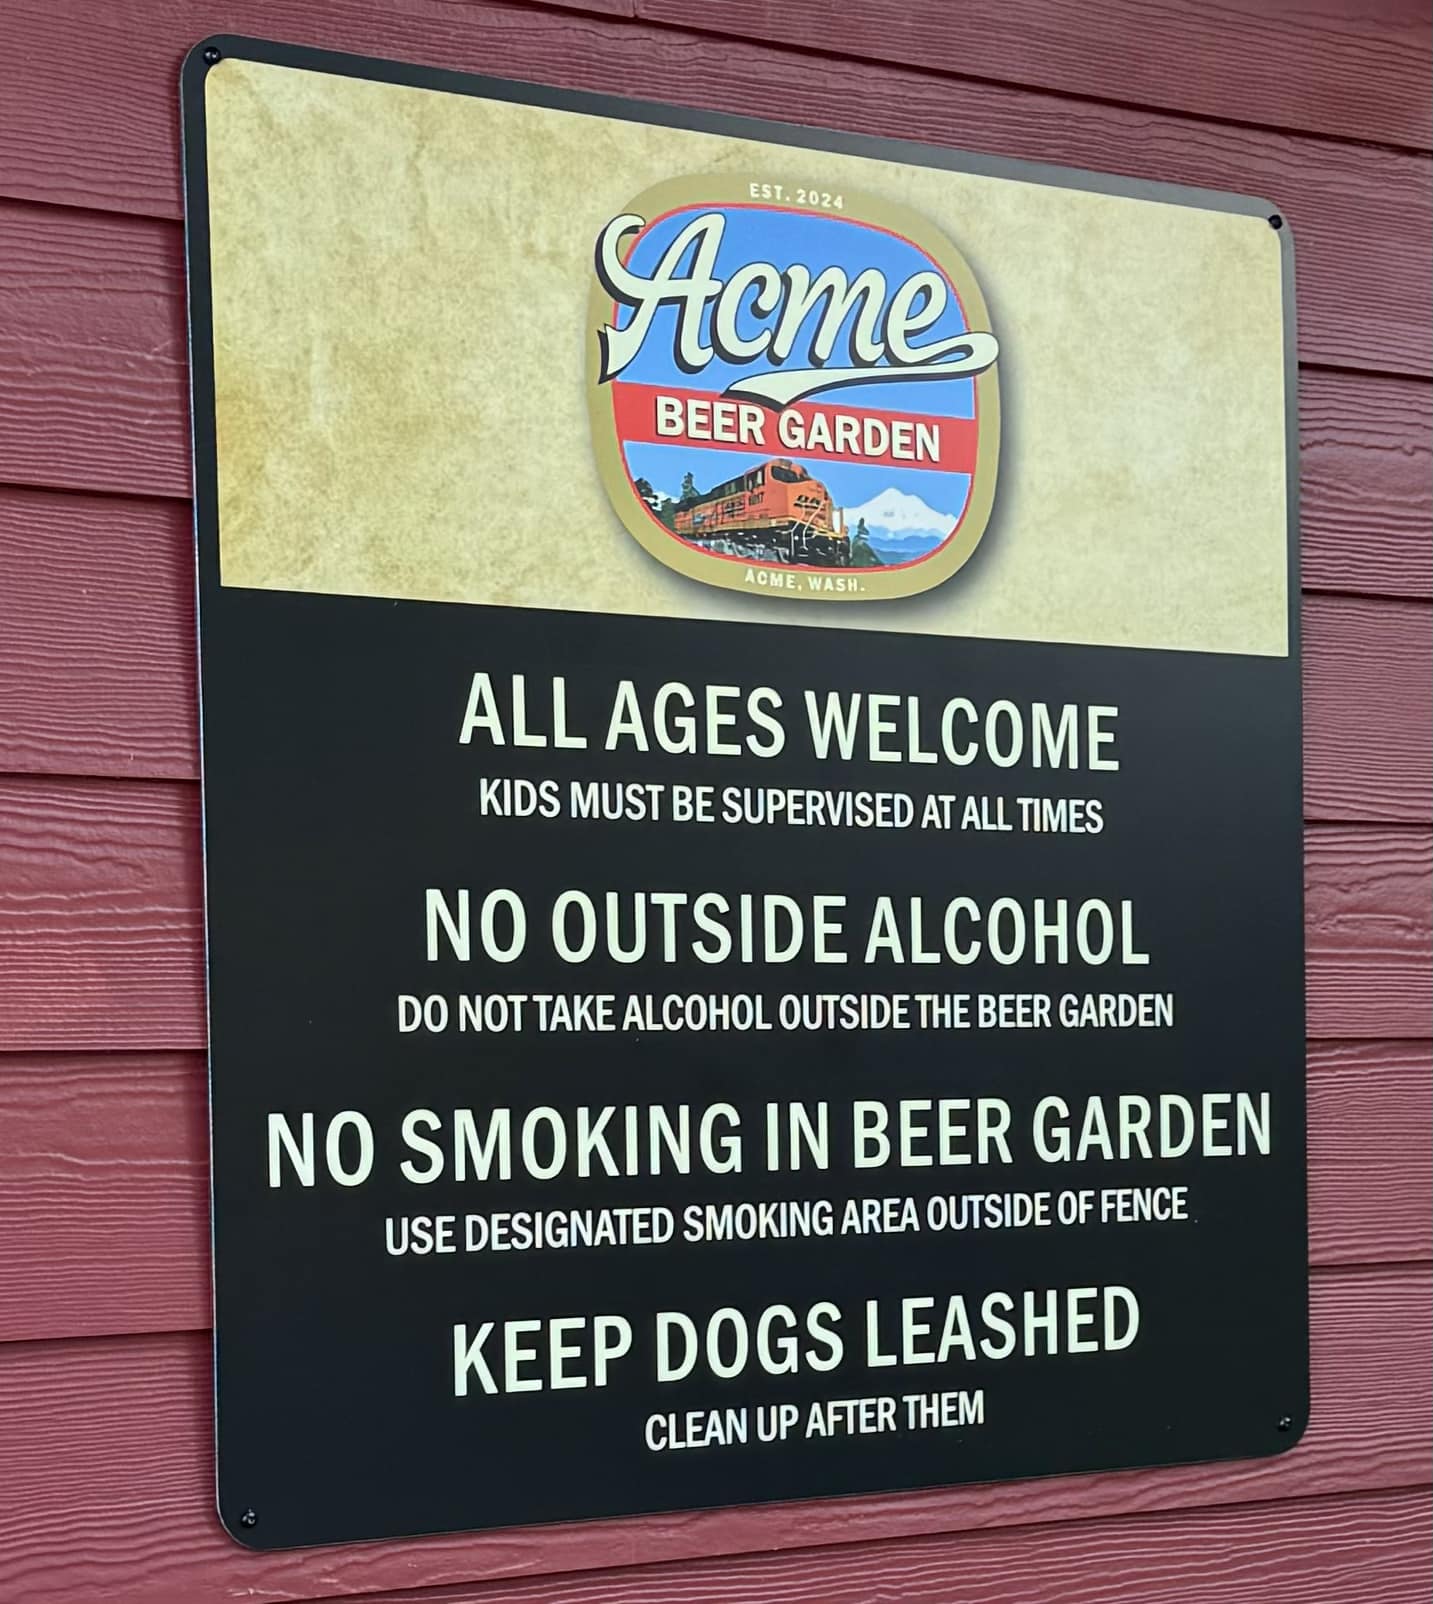 EST. 2024
Acme
BEER GARDEN
ACME, WASH.
ALL AGES WELCOME
KIDS MUST BE SUPERVISED AT ALL TIMES
NO OUTSIDE ALCOHOL
DO NOT TAKE ALCOHOL OUTSIDE THE BEER GARDEN
NO SMOKING IN BEER GARDEN
USE DESIGNATED SMOKING AREA OUTSIDE OF FENCE
KEEP DOGS LEASHED
CLEAN UP AFTER THEM